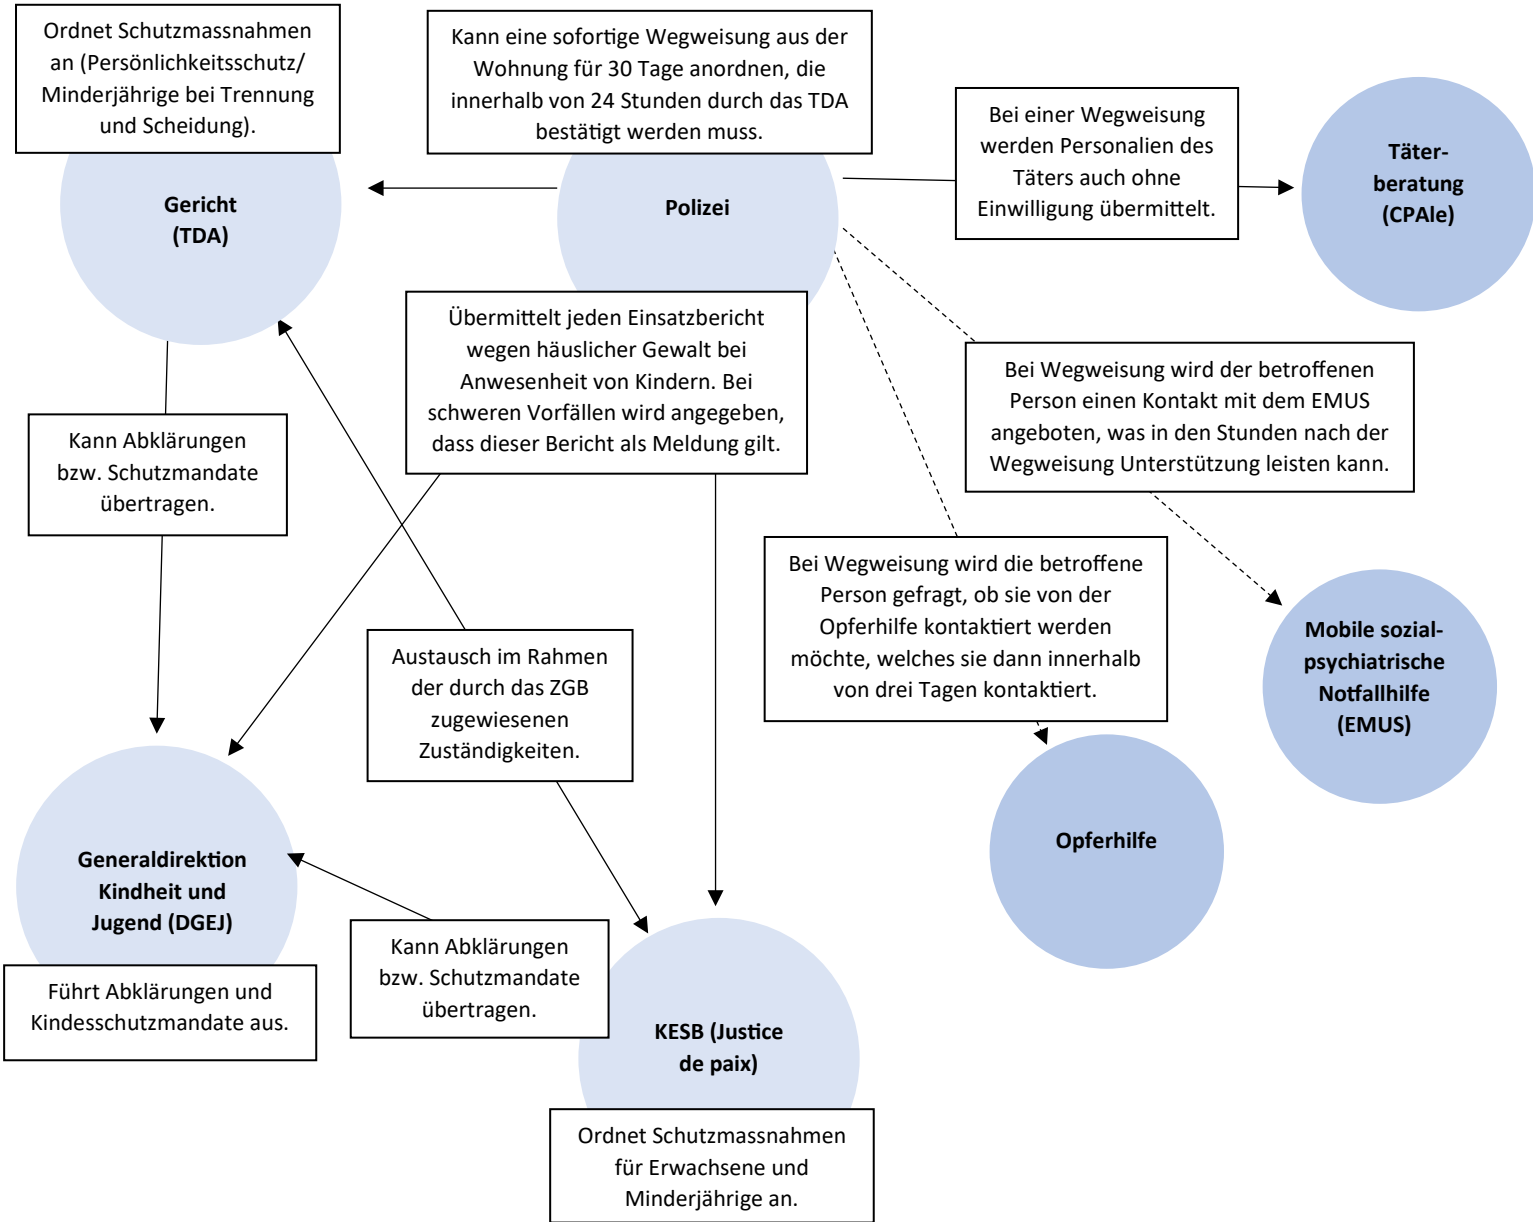 Ordnet Schutzmassnahmen
an (Persönlichkeitsschutz/
Minderjährige bei Trennung
und Scheidung).
Gericht
(TDA)
Kann eine sofortige Wegweisung aus der
Wohnung für 30 Tage anordnen, die
innerhalb von 24 Stunden durch das TDA
bestätigt werden muss.
Polizei
Bei einer Wegweisung
werden Personalien des
Täters auch ohne
Einwilligung übermittelt.
Täter-
beratung
(CPAle)
Übermittelt jeden Einsatzbericht
wegen häuslicher Gewalt bei
Anwesenheit von Kindern. Bei
schweren Vorfällen wird angegeben,
dass dieser Bericht als Meldung gilt.
Bei Wegweisung wird der betroffenen
Person einen Kontakt mit dem EMUS
angeboten, was in den Stunden nach der
Wegweisung Unterstützung leisten kann.
Kann Abklärungen
bzw. Schutzmandate
übertragen.
Bei Wegweisung wird die betroffene
Person gefragt, ob sie von der
Opferhilfe kontaktiert werden
möchte, welches sie dann innerhalb
von drei Tagen kontaktiert.
Mobile sozial-
psychiatrische
Notfallhilfe
(EMUS)
Austausch im Rahmen
der durch das ZGB
zugewiesenen
Zuständigkeiten.
Opferhilfe
Generaldirektion
Kindheit und
Jugend (DGEJ)
Führt Abklärungen und
Kindesschutzmandate aus.
Kann Abklärungen
bzw. Schutzmandate
übertragen.
KESB (Justice
de paix)
Ordnet Schutzmassnahmen
für Erwachsene und
Minderjährige an.